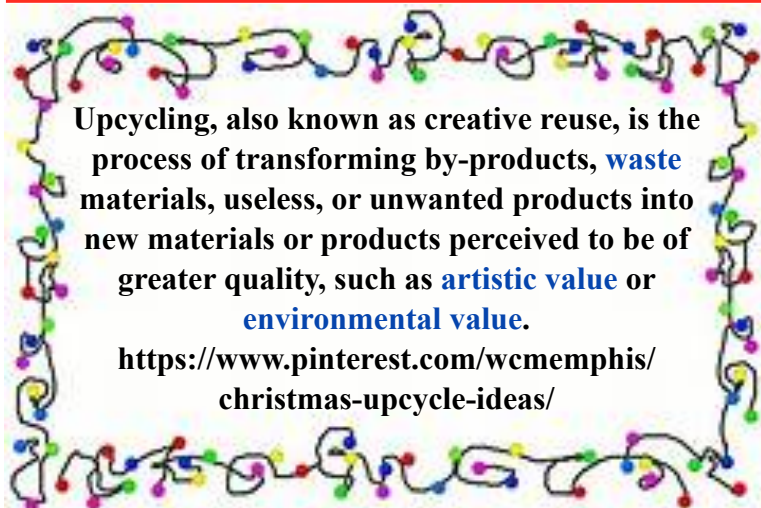 Upcycling, also known as creative reuse, is the
process of transforming by-products, waste
materials, useless, or unwanted products into
new materials or products perceived to be of
greater quality, such as artistic value or
environmental value.
https://www.pinterest.com/wcmemphis/
christmas-upcycle-ideas/